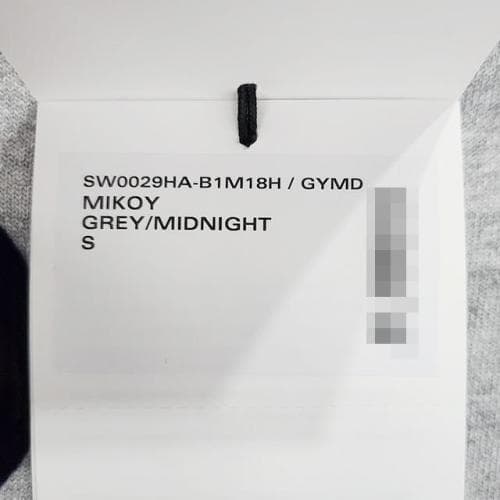 SW0029HA-B1M18H / GYMD
MIKOY
GREY/MIDNIGHT
S